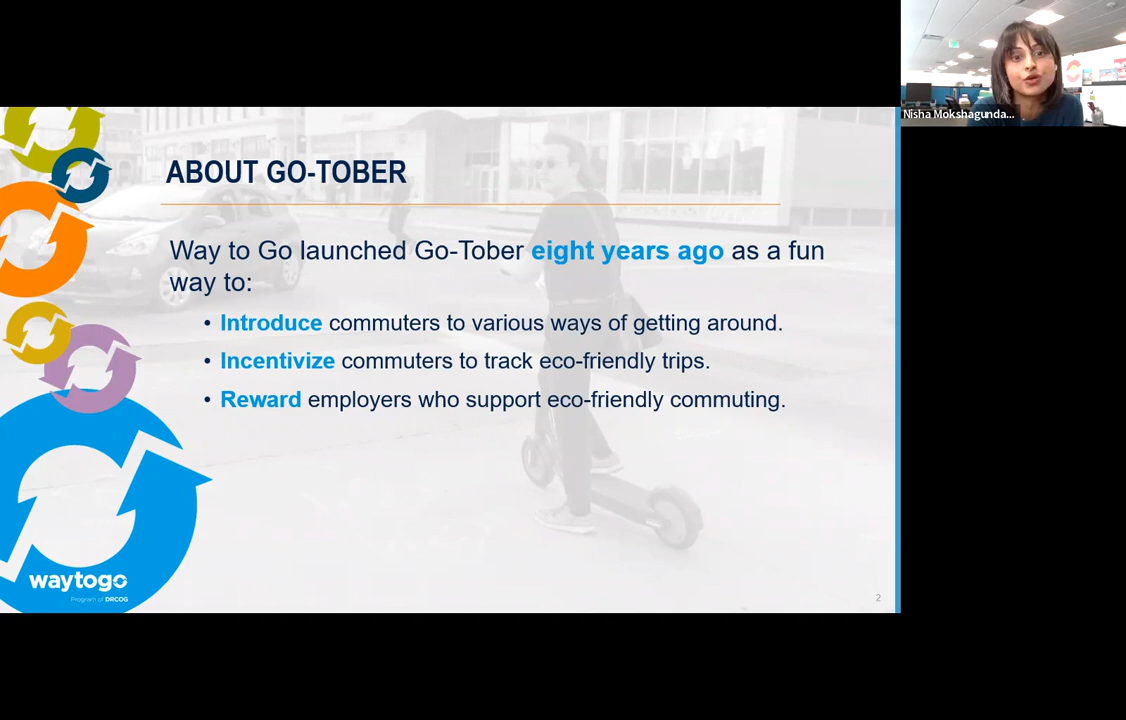 Nisha Mokshagunda...
ABOUT GO-TOBER
Way to Go launched Go-Tober eight years ago as a fun
way to:
• Introduce commuters to various ways of getting around.
• Incentivize commuters to track eco-friendly trips.
• Reward employers who support eco-friendly commuting.
waytogo
Program of DRCOG
2